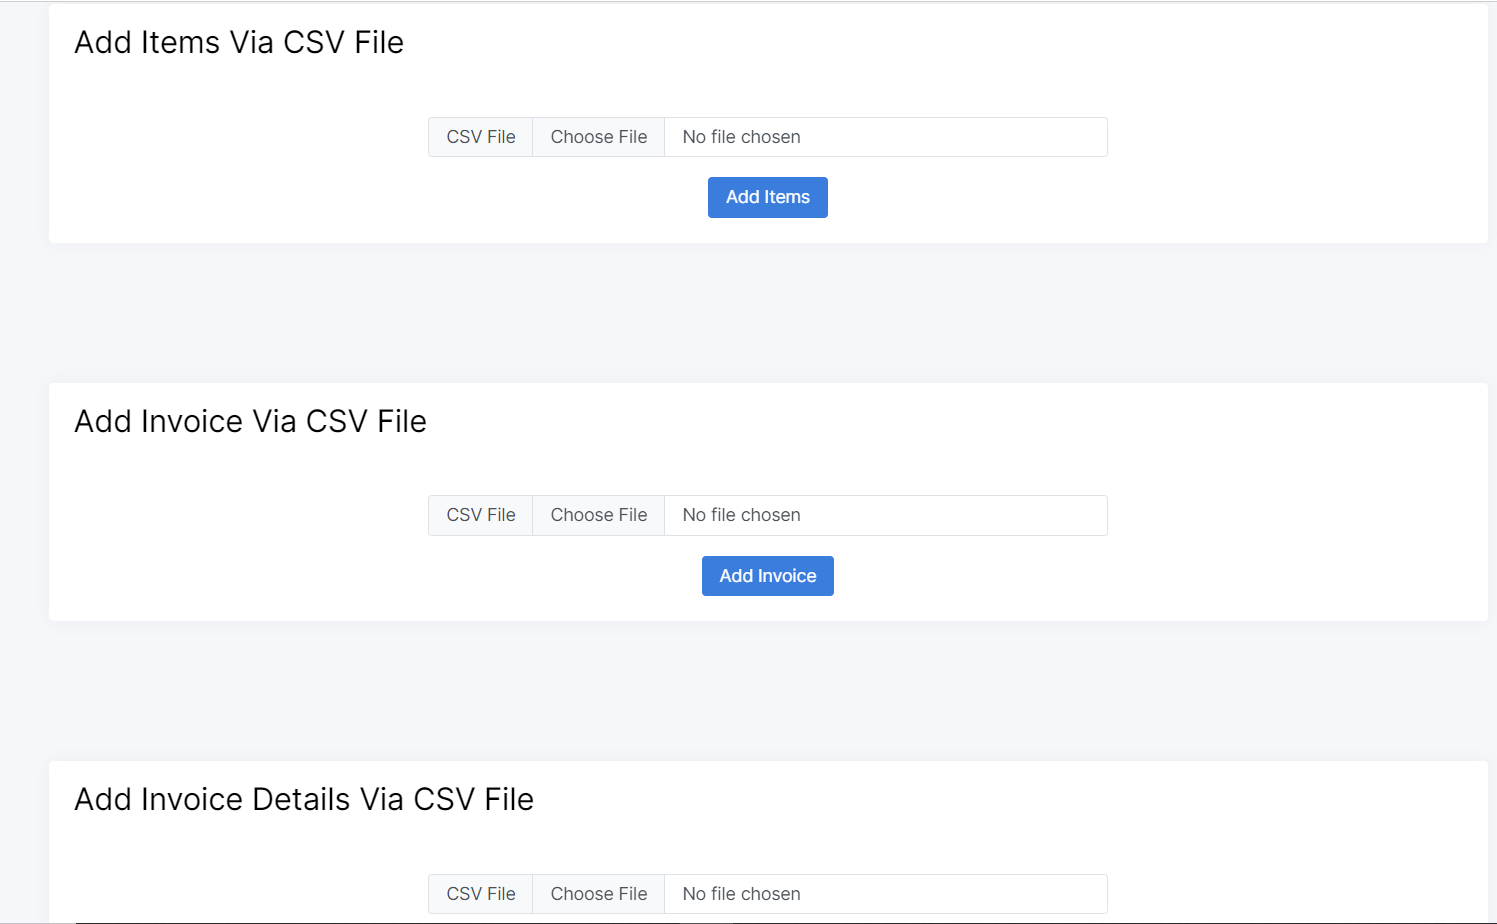 Add Items Via CSV File
CSV File Choose File No file chosen
Add Items
Add Invoice Via CSV File
CSV File Choose File No file chosen
Add Invoice
Add Invoice Details Via CSV File
CSV File Choose File No file chosen